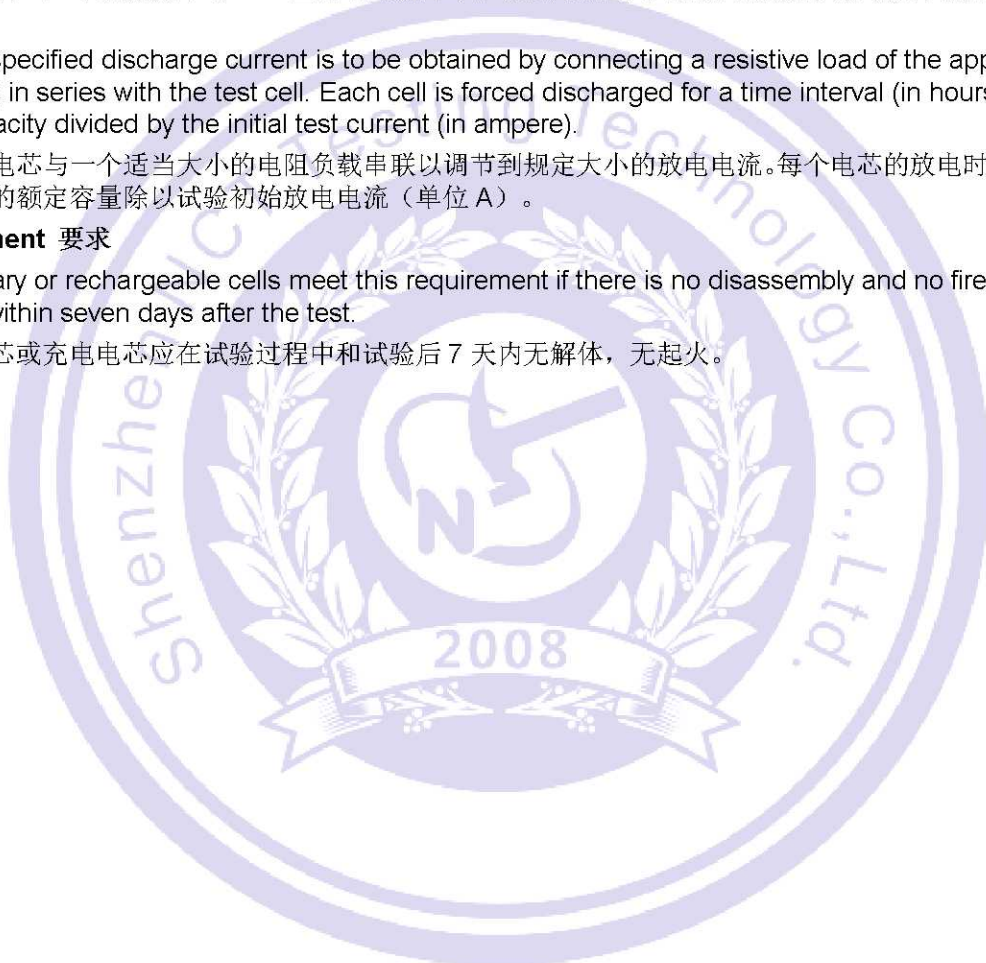 specified discharge current is to be obtained by connecting a resistive load of the app
in series with the test cell. Each cell is forced discharged for a time interval (in hours
acity divided by the initial test current (in ampere).
电芯与一个适当大小的电阻负载串联以调节到规定大小的放电电流。每个电芯的放电时
的额定容量除以试验初始放电电流（单位 A）。
nent 要求
ary or rechargeable cells meet this requirement if there is no disassembly and no fire
within seven days after the test.
芯或充电电芯应在试验过程中和试验后 7 天内无解体，无起火。
Shenzhen NCT Testing Technology Co.,Ltd.
N
2008